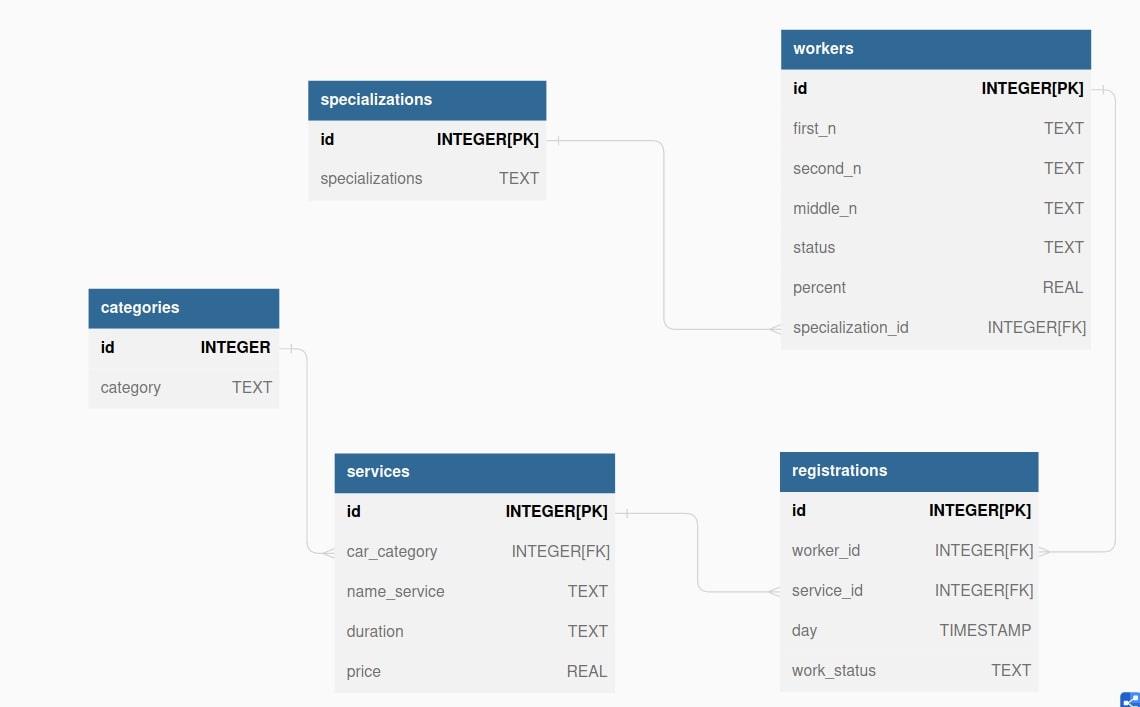 specializations
id INTEGER[PK]
specializations TEXT
workers
id INTEGER[PK]
first_n TEXT
second_n TEXT
middle_n TEXT
status TEXT
percent REAL
specialization_id INTEGER[FK]
categories
id INTEGER
category TEXT
services
id INTEGER[PK]
car_category INTEGER[FK]
name_service TEXT
duration TEXT
price REAL
registrations
id INTEGER[PK]
worker_id INTEGER[FK]
service_id INTEGER[FK]
day TIMESTAMP
work_status TEXT